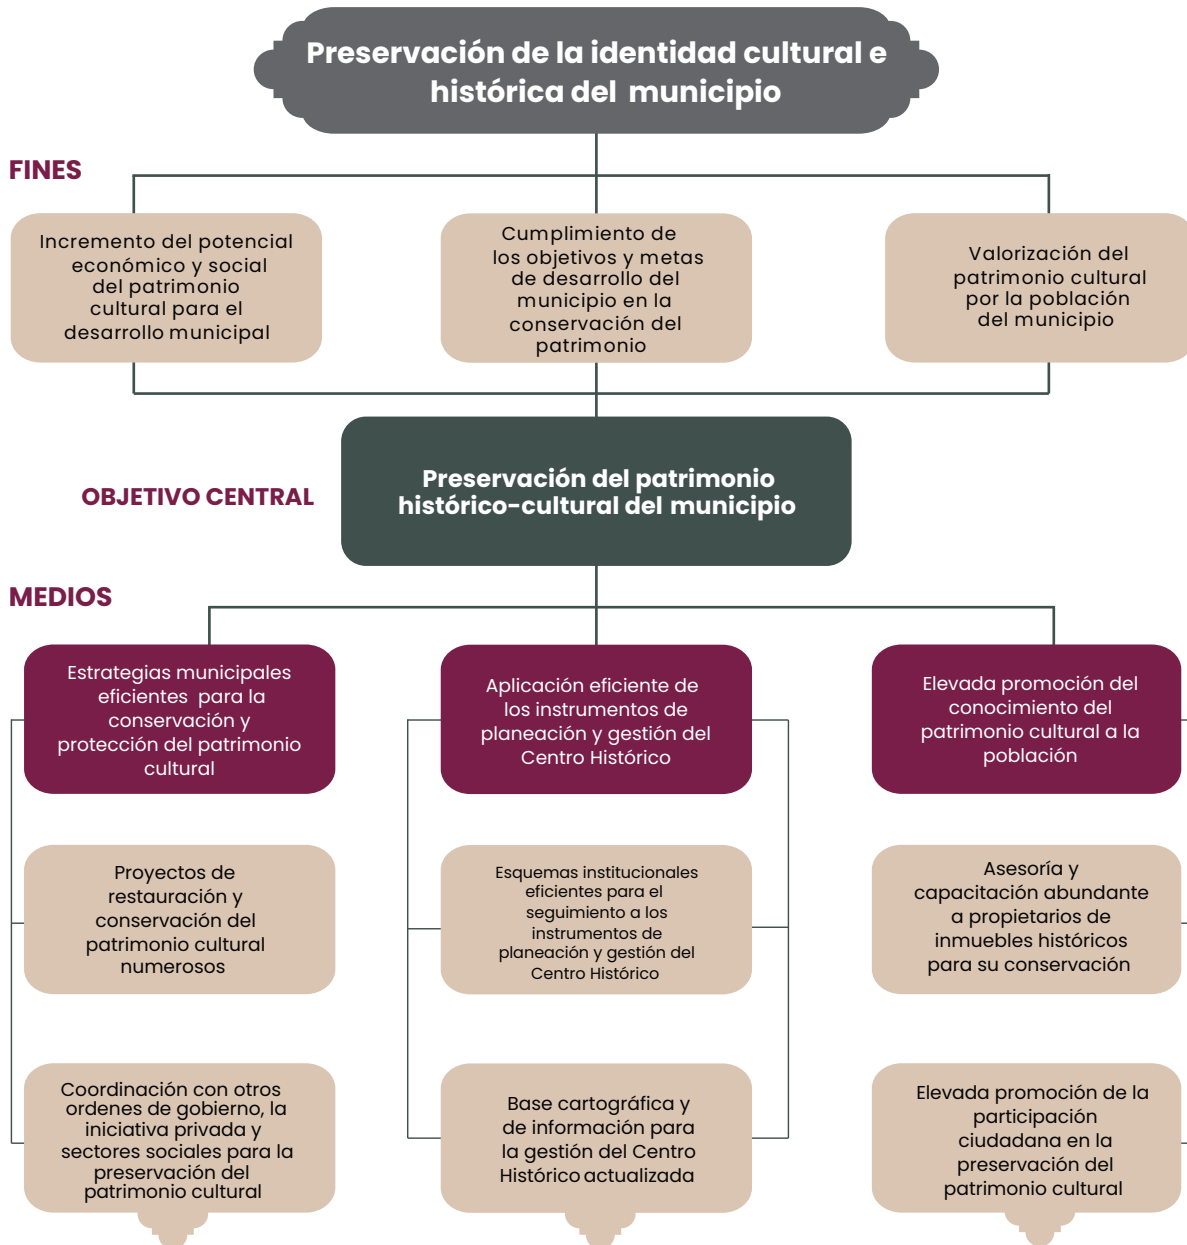 Preservación de la identidad cultural e
histórica del municipio
FINES
Incremento del potencial
económico y social
del patrimonio
cultural para el
desarrollo municipal
Cumplimiento de
los objetivos y metas
de desarrollo del
municipio en la
conservación del
patrimonio
Valorización del
patrimonio cultural
por la población
del municipio
OBJETIVO CENTRAL
Preservación del patrimonio
histórico-cultural del municipio
MEDIOS
Estrategias municipales
eficientes para la
conservación y
protección del patrimonio
cultural
Aplicación eficiente de
los instrumentos de
planeación y gestión del
Centro Histórico
Elevada promoción del
conocimiento del
patrimonio cultural a la
población
Proyectos de
restauración y
conservación del
patrimonio cultural
numerosos
Esquemas institucionales
eficientes para el
seguimiento a los
instrumentos de
planeación y gestión del
Centro Histórico
Asesoría y
capacitación abundante
a propietarios de
inmuebles históricos
para su conservación
Coordinación con otros
ordenes de gobierno, la
iniciativa privada y
sectores sociales para la
preservación del
patrimonio cultural
Base cartográfica y
de información para
la gestión del Centro
Histórico actualizada
Elevada promoción de la
participación
ciudadana en la
preservación del
patrimonio cultural